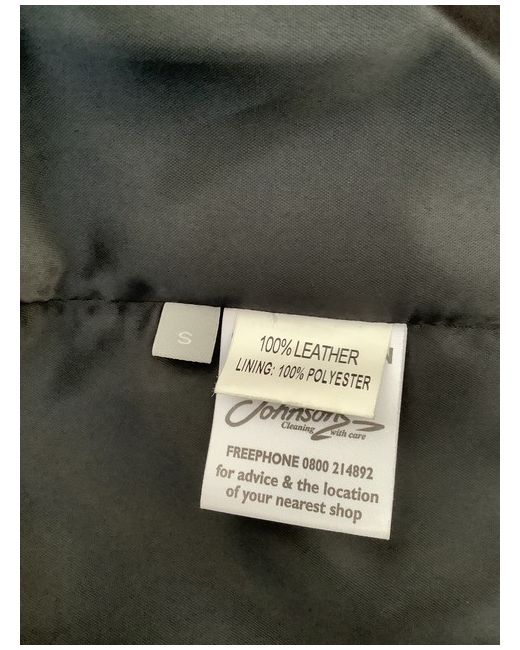 S
100% LEATHER
LINING: 100% POLYESTER
Johnsons
Cleaning with care
FREEPHONE 0800 214892
for advice & the location
of your nearest shop